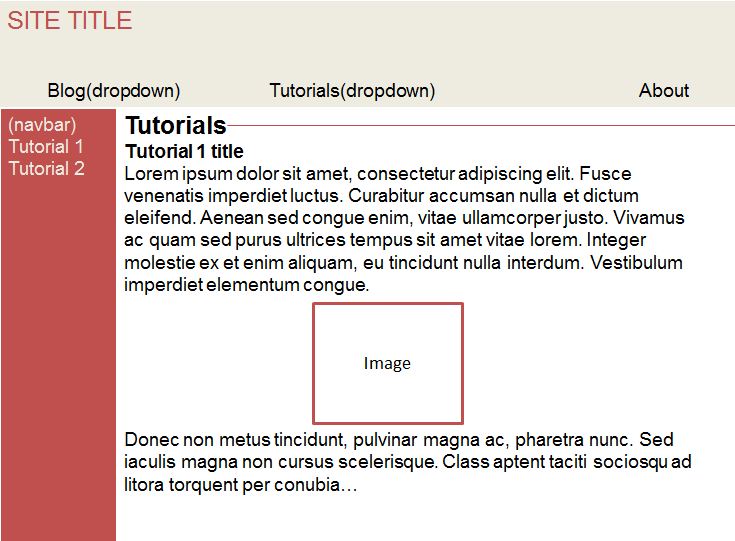 SITE TITLE
Blog(dropdown) Tutorials(dropdown) About
(navbar)
Tutorial 1
Tutorial 2
Tutorials
Tutorial 1 title
Lorem ipsum dolor sit amet, consectetur adipiscing elit. Fusce
venenatis imperdiet luctus. Curabitur accumsan nulla et dictum
eleifend. Aenean sed congue enim, vitae ullamcorper justo. Vivamus
ac quam sed purus ultrices tempus sit amet vitae lorem. Integer
molestie ex et enim aliquam, eu tincidunt nulla interdum. Vestibulum
imperdiet elementum congue.
Image
Donec non metus tincidunt, pulvinar magna ac, pharetra nunc. Sed
iaculis magna non cursus scelerisque. Class aptent taciti sociosqu ad
litora torquent per conubia…